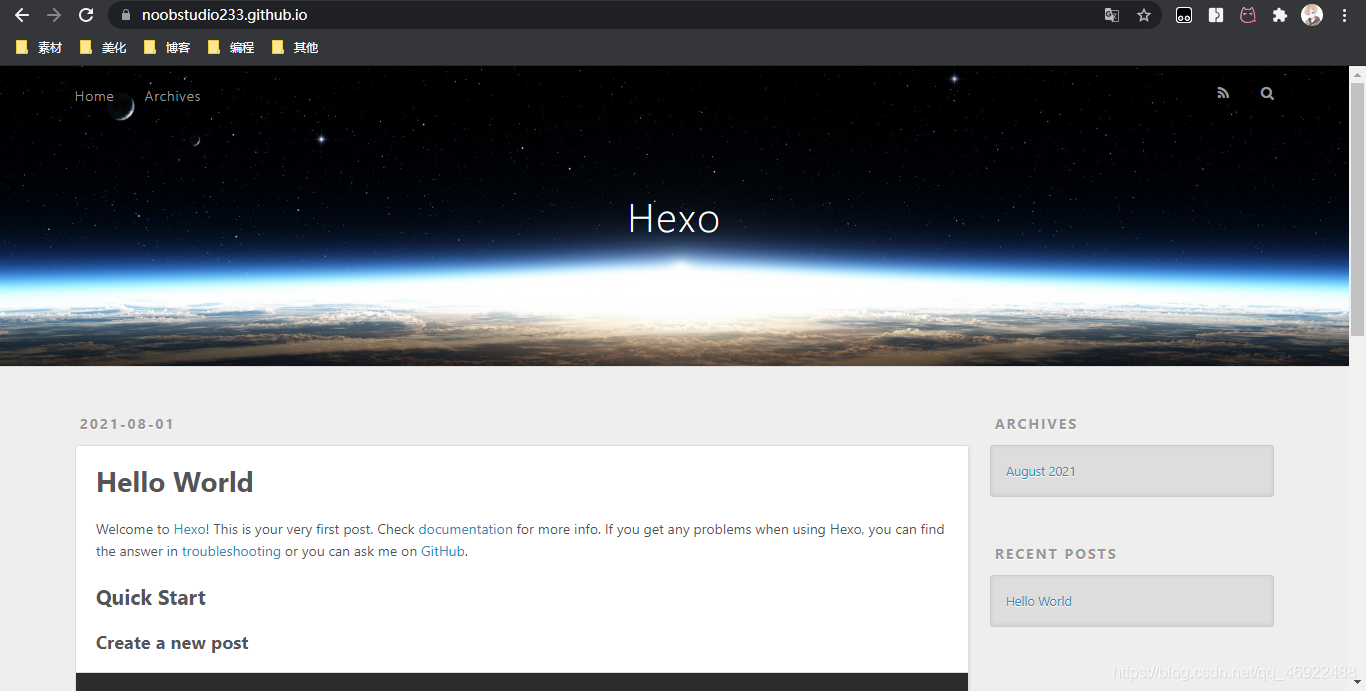 noobstudio233.github.io
素材 美化 博客 编程 其他
Home Archives
Hexo
2021-08-01
Hello World
Welcome to Hexo! This is your very first post. Check documentation for more info. If you get any problems when using Hexo, you can find
the answer in troubleshooting or you can ask me on GitHub.
Quick Start
Create a new post
ARCHIVES
August 2021
RECENT POSTS
Hello World
https://blog.csdn.net/qq_46922488